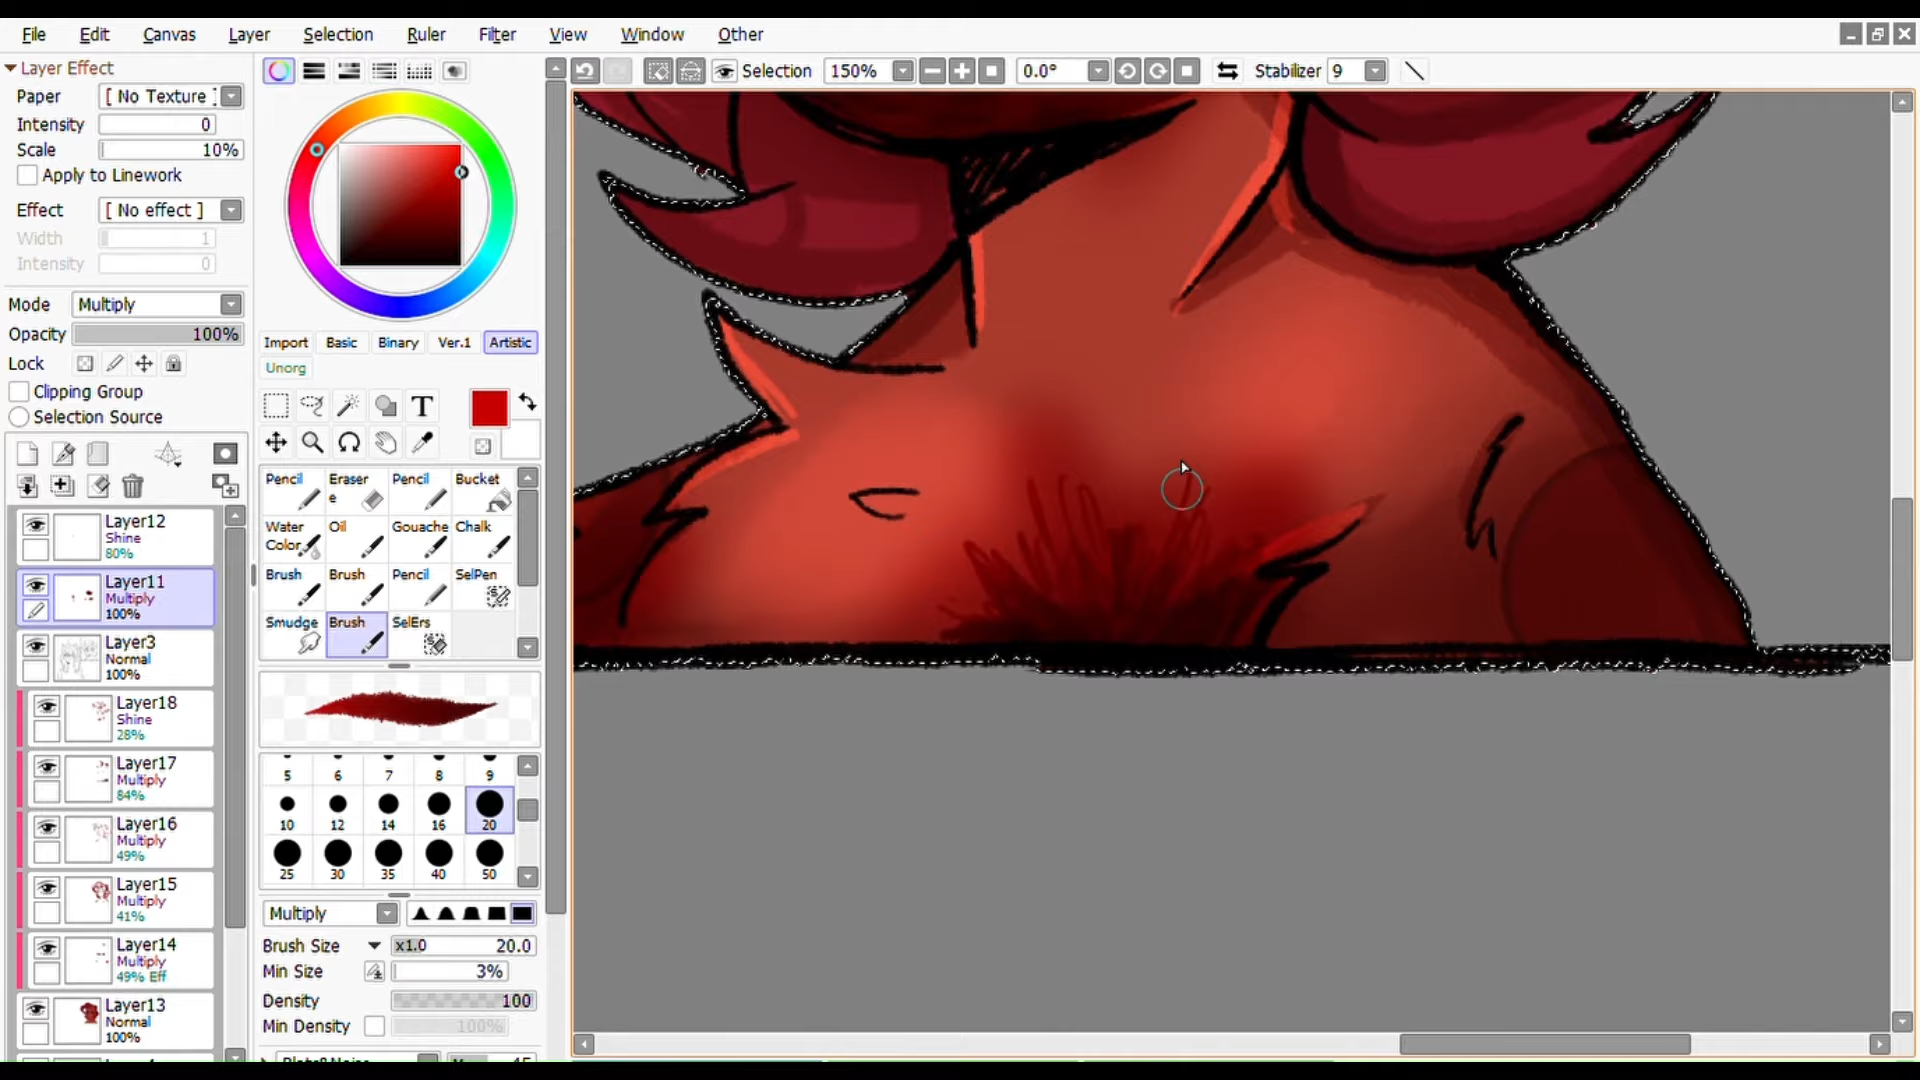 File Edit Canvas Layer Selection Ruler Filter View Window Other
Layer Effect
Paper [ No Texture ]
Intensity 0
Scale 10%
Apply to Linework
Effect [ No effect ]
Width 1
Intensity 0
Mode Multiply
Opacity 100%
Lock
Clipping Group
Selection Source
Layer12
Shine
80%
Layer11
Multiply
100%
Layer3
Normal
100%
Layer18
Shine
28%
Layer17
Multiply
84%
Layer16
Multiply
49%
Layer15
Multiply
41%
Layer14
Multiply
49% Eff
Layer13
Normal
100%
Import Basic Binary Ver.1 Artistic
Unorg
T
Pencil Eraser Pencil Bucket
e
Water Oil Gouache Chalk
Color
Brush Brush Pencil SelPen
Smudge Brush SelErs
5 6 7 8 9
10 12 14 16 20
25 30 35 40 50
Multiply
Brush Size x1.0 20.0
Min Size 3%
Density 100
Min Density 100%
Selection 150% 0.0° Stabilizer 9